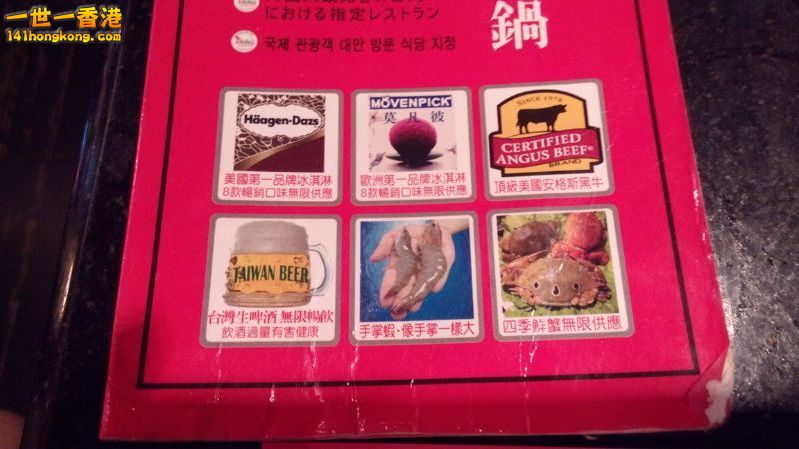 一世一香港
141hongkong.com
における指定レストラン
국제 관광객 대만 방문 식당 지정
鍋
Häagen-Dazs
美國第一品牌冰淇淋
8款暢銷口味無限供應
MÖVENPICK
莫凡彼
歐洲第一品牌冰淇淋
8款暢銷口味無限供應
SINCE 1978
CERTIFIED
ANGUS BEEF®
BRAND
頂級美國安格斯黑牛
TAIWAN BEER
台灣生啤酒 無限暢飲
飲酒過量有害健康
手掌蝦·像手掌一樣大
四季鮮蟹無限供應